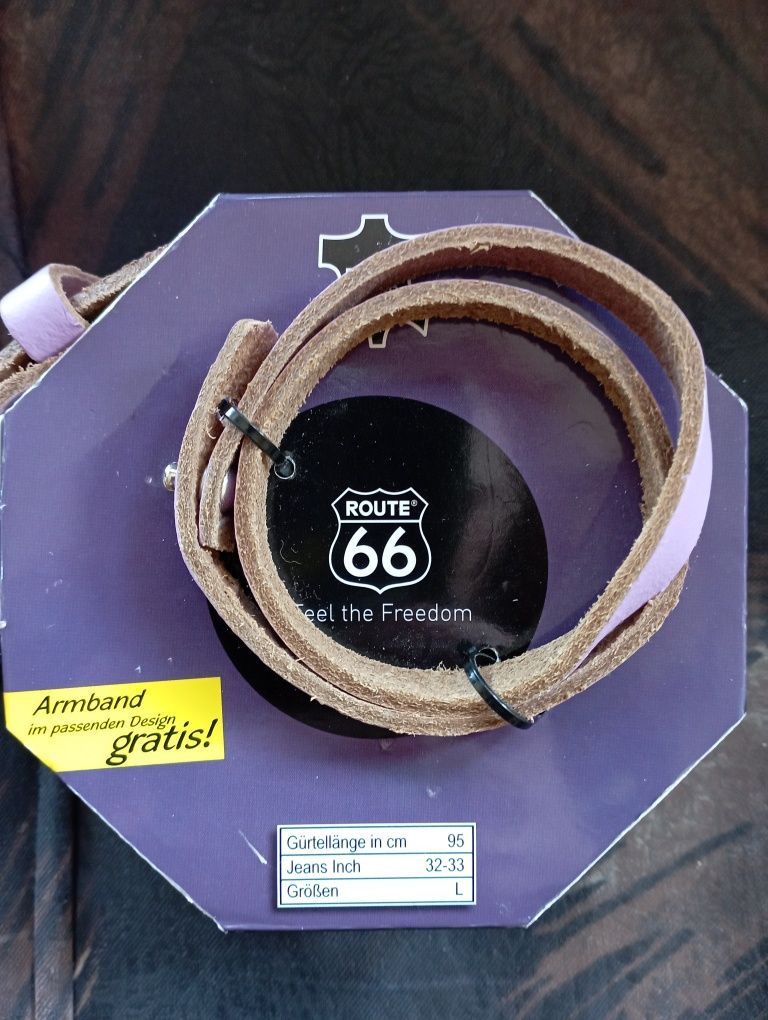 ROUTE®
66
eel the Freedom
Armband
im passenden Design
gratis!
Gürtellänge in cm 95
Jeans Inch 32-33
Größen L